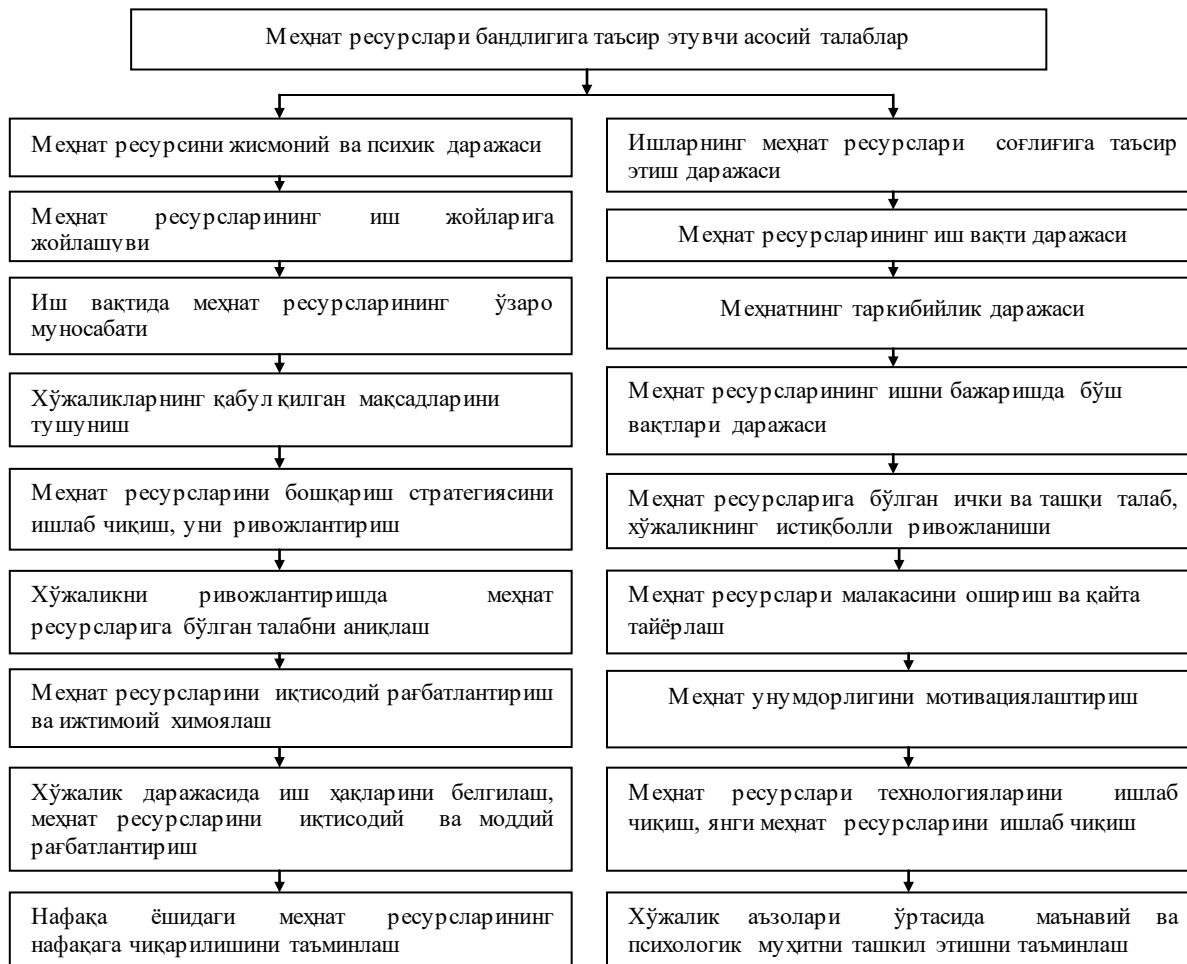 Меҳнат ресурслари бандлигига таъсир этувчи асосий талаблар
Меҳнат ресурсини жисмоний ва психик даражаси
Меҳнат ресурсларининг иш жойларига
жойлашуви
Иш вақтида меҳнат ресурсларининг ўзаро
муносабати
Хўжаликларнинг қабул қилган мақсадларини
тушуниш
Меҳнат ресурсларини бошқариш стратегиясини
ишлаб чиқиш, уни ривожлантириш
Хўжаликни ривожлантиришда меҳнат
ресурсларига бўлган талабни аниқлаш
Меҳнат ресурсларини иқтисодий рағбатлантириш
ва ижтимоий химоялаш
Хўжалик даражасида иш ҳақларини белгилаш,
меҳнат ресурсларини иқтисодий ва моддий
рағбатлантириш
Нафақа ёшидаги меҳнат ресурсларининг
нафақага чиқарилишини таъминлаш
Ишларнинг меҳнат ресурслари соғлиғига таъсир
этиш даражаси
Меҳнат ресурсларининг иш вақти даражаси
Меҳнатнинг таркибийлик даражаси
Меҳнат ресурсларининг ишни бажаришда бўш
вақтлари даражаси
Меҳнат ресурсларига бўлган ички ва ташқи талаб,
хўжаликнинг истиқболли ривожланиши
Меҳнат ресурслари малакасини ошириш ва қайта
тайёрлаш
Меҳнат унумдорлигини мотивациялаштириш
Меҳнат ресурслари технологияларини ишлаб
чиқиш, янги меҳнат ресурсларини ишлаб чиқиш
Хўжалик аъзолари ўртасида маънавий ва
психологик муҳитни ташкил этишни таъминлаш